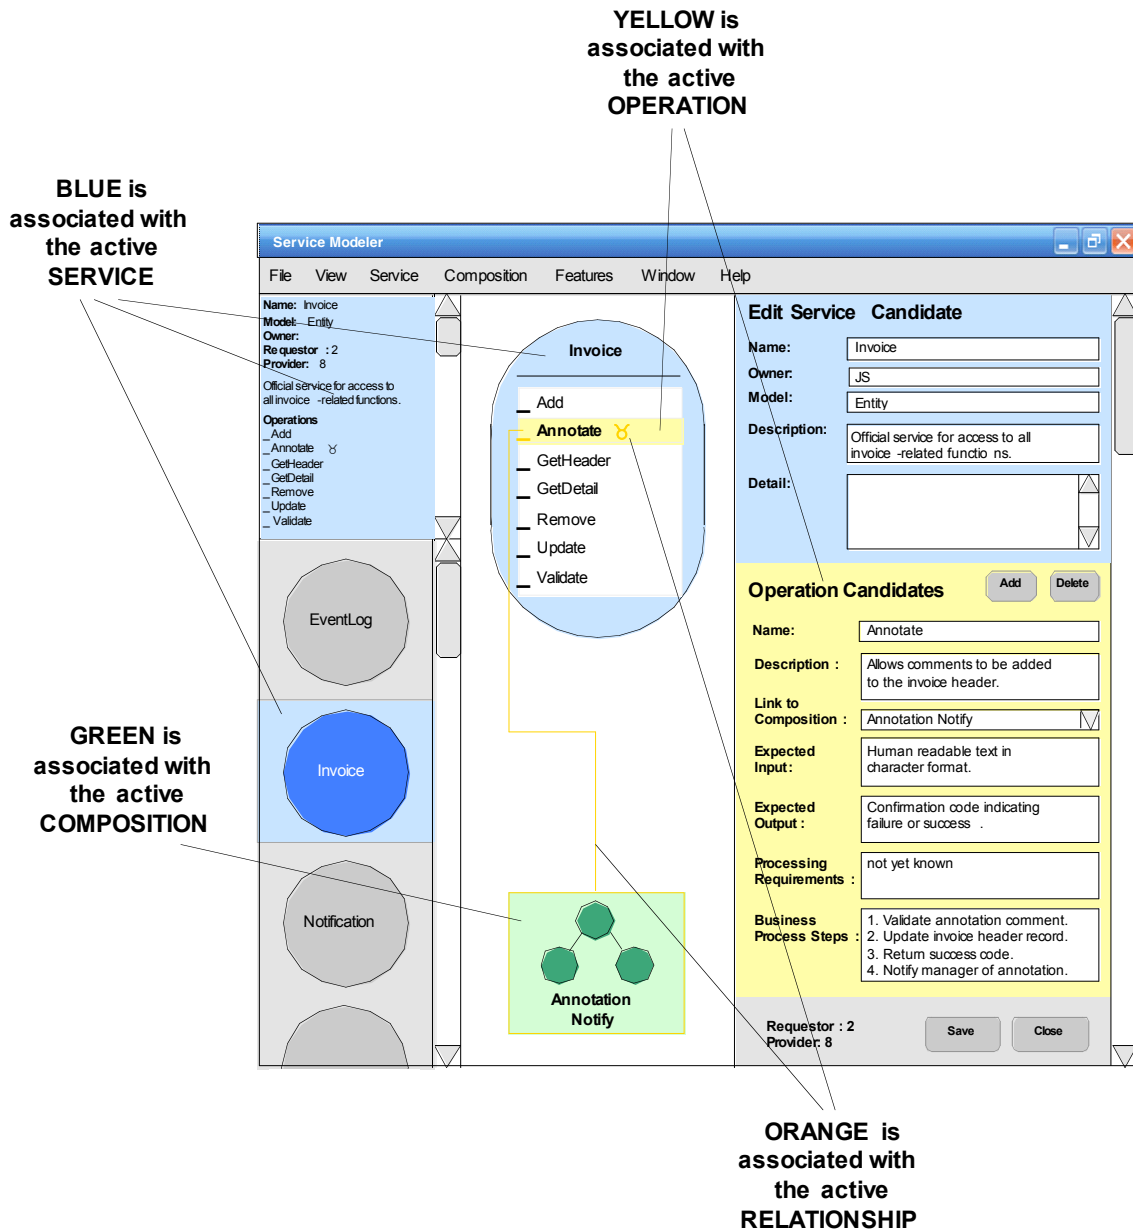 YELLOW is
associated with
the active
OPERATION
BLUE is
associated with
the active
SERVICE
Service Modeler
File View Service Composition Features Window Help
Name: Invoice
Model: Entity
Owner:
Requestor : 2
Provider: 8
Official service for access to
all invoice -related functions.
Operations
_ Add
_ Annotate ♉
_ GetHeader
_ GetDetail
_ Remove
_ Update
_ Validate
EventLog
Invoice
Notification
Invoice
_ Add
_ Annotate ♉
_ GetHeader
_ GetDetail
_ Remove
_ Update
_ Validate
Annotation
Notify
Edit Service Candidate
Name: Invoice
Owner: JS
Model: Entity
Description: Official service for access to all
invoice -related functio ns.
Detail:
Operation Candidates Add Delete
Name: Annotate
Description : Allows comments to be added
to the invoice header.
Link to
Composition : Annotation Notify
Expected Human readable text in
Input : character format.
Expected Confirmation code indicating
Output : failure or success .
Processing not yet known
Requirements :
Business 1. Validate annotation comment.
Process Steps : 2. Update invoice header record.
3. Return success code.
4. Notify manager of annotation.
Requestor : 2
Provider: 8
Save Close
GREEN is
associated with
the active
COMPOSITION
ORANGE is
associated with
the active
RELATIONSHIP